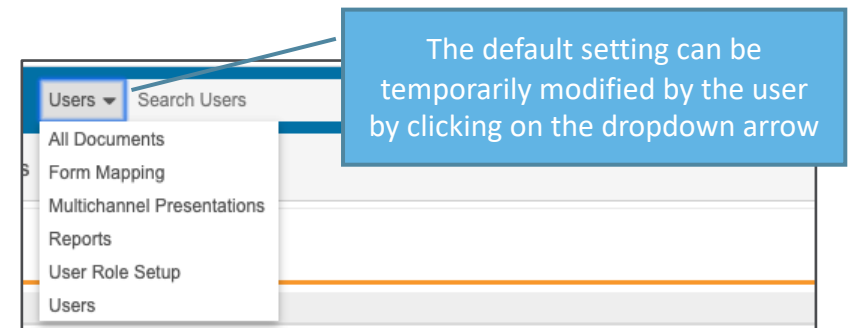 The default setting can be
temporarily modified by the user
by clicking on the dropdown arrow
Users Search Users
All Documents
s
Form Mapping
Multichannel Presentations
Reports
User Role Setup
Users